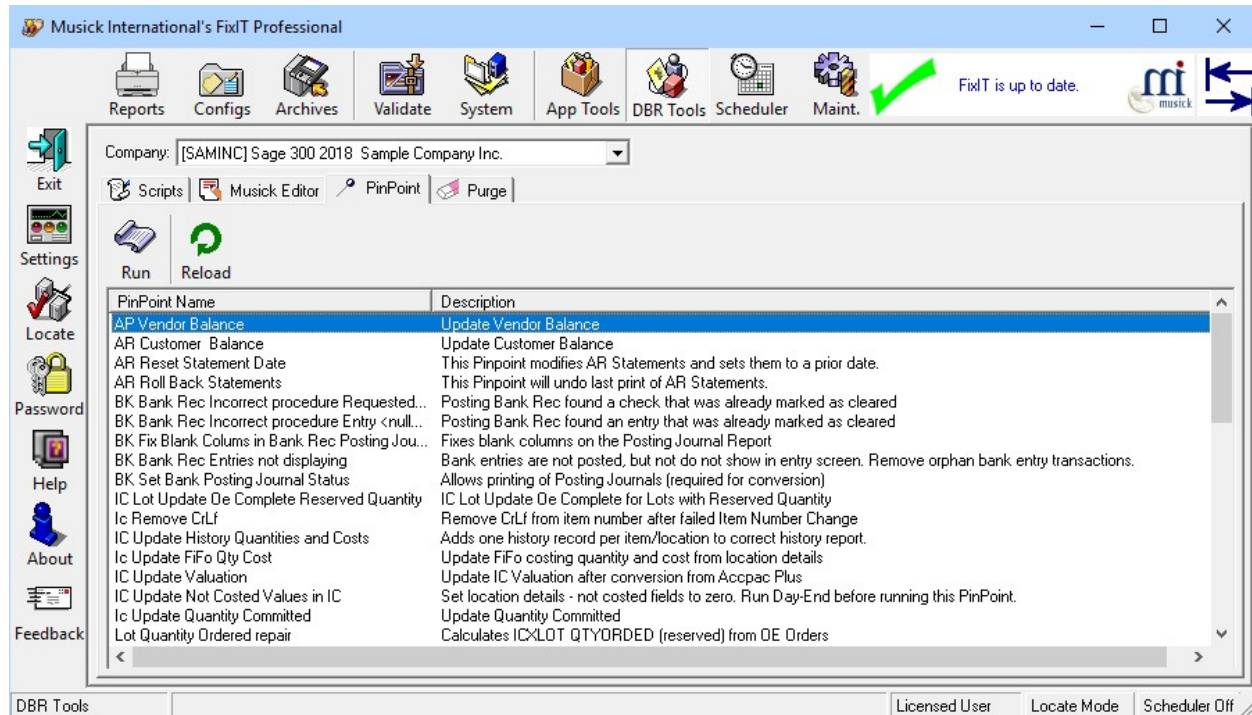 Musick International's FixIT Professional
Reports Configs Archives Validate System App Tools DBR Tools Scheduler Maint. FixIT is up to date. mi musick
Exit
Settings
Locate
Password
Help
About
Feedback
Company: [SAMINC] Sage 300 2018 Sample Company Inc.
Scripts Musick Editor PinPoint Purge
Run Reload
PinPoint Name Description
AP Vendor Balance Update Vendor Balance
AR Customer Balance Update Customer Balance
AR Reset Statement Date This Pinpoint modifies AR Statements and sets them to a prior date.
AR Roll Back Statements This Pinpoint will undo last print of AR Statements.
BK Bank Rec Incorrect procedure Requested... Posting Bank Rec found a check that was already marked as cleared
BK Bank Rec Incorrect procedure Entry <null... Posting Bank Rec found an entry that was already marked as cleared
BK Fix Blank Colums in Bank Rec Posting Jou... Fixes blank columns on the Posting Journal Report
BK Bank Rec Entries not displaying Bank entries are not posted, but not do not show in entry screen. Remove orphan bank entry transactions.
BK Set Bank Posting Journal Status Allows printing of Posting Journals (required for conversion)
IC Lot Update Oe Complete Reserved Quantity IC Lot Update Oe Complete for Lots with Reserved Quantity
Ic Remove CrLf Remove CrLf from item number after failed Item Number Change
IC Update History Quantities and Costs Adds one history record per item/location to correct history report.
Ic Update FiFo Qty Cost Update FiFo costing quantity and cost from location details
IC Update Valuation Update IC Valuation after conversion from Accpac Plus
IC Update Not Costed Values in IC Set location details - not costed fields to zero. Run Day-End before running this PinPoint.
Ic Update Quantity Committed Update Quantity Committed
Lot Quantity Ordered repair Calculates ICXLOT QTYORDED (reserved) from OE Orders
DBR Tools Licensed User Locate Mode Scheduler Off